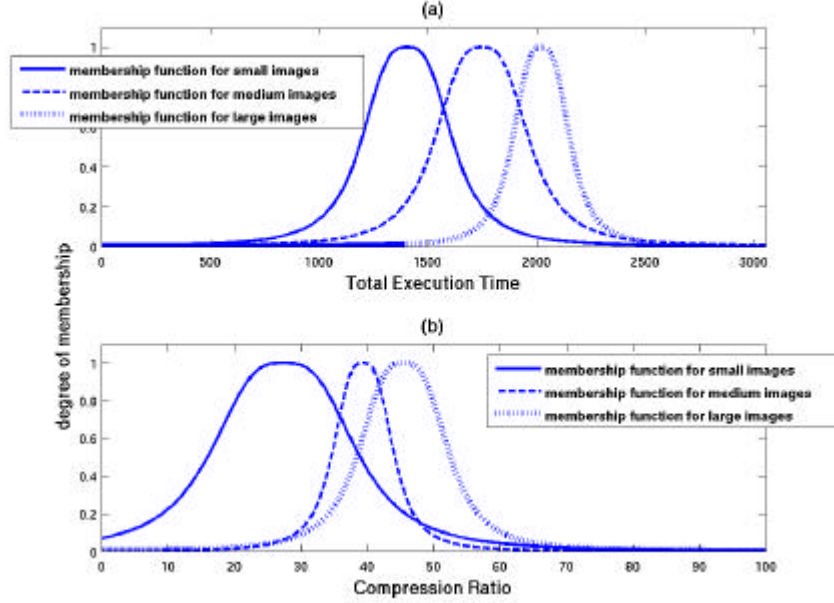 (a)
1
membership function for small images
membership function for medium images
membership function for large images
0.6
0.4
0.2
0
0 500 1000 1500 2000 2500 3000
Total Execution Time
degree of membership
(b)
1
0.8
0.6
0.4
0.2
0
membership function for small images
membership function for medium images
membership function for large images
0 10 20 30 40 50 60 70 80 90 100
Compression Ratio